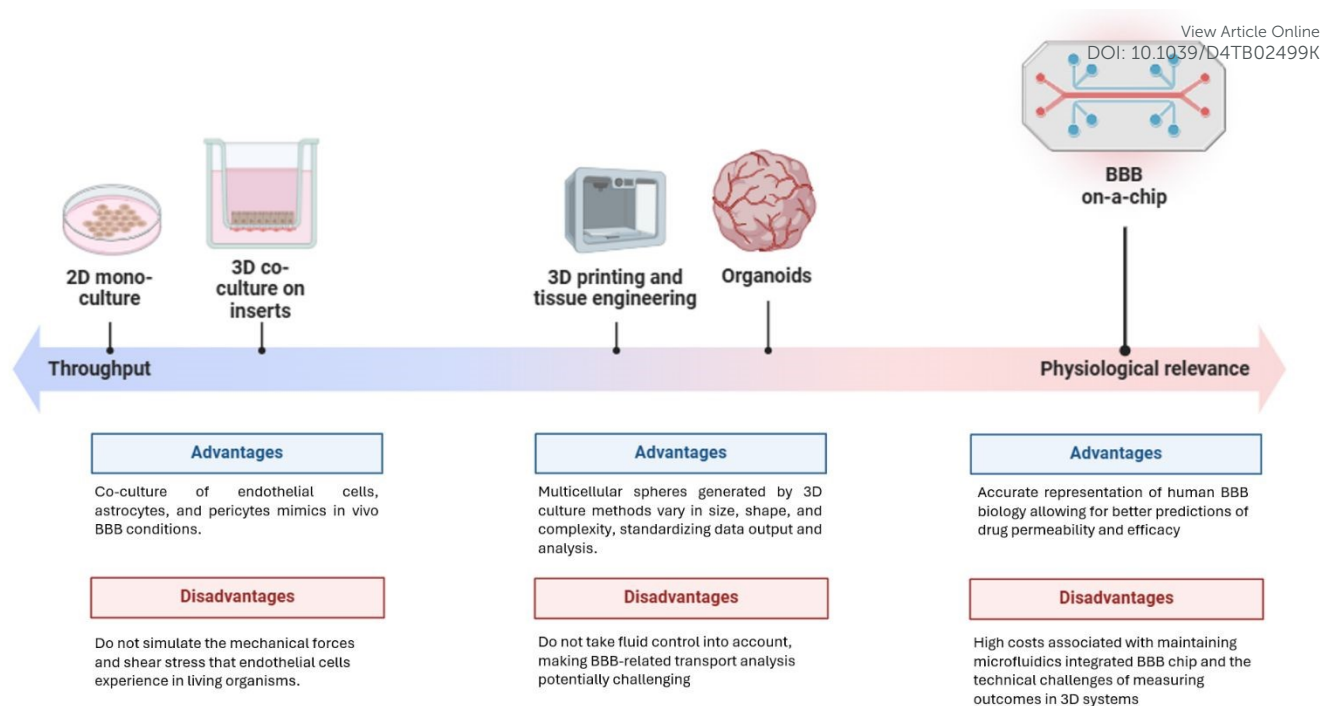 View Article Online
DOI: 10.1039/D4TB02499K
BBB
on-a-chip
2D mono-
culture
3D co-
culture on
inserts
3D printing and
tissue engineering
Organoids
Throughput
Physiological relevance
Advantages
Co-culture of endothelial cells,
astrocytes, and pericytes mimics in vivo
BBB conditions.
Disadvantages
Do not simulate the mechanical forces
and shear stress that endothelial cells
experience in living organisms.
Advantages
Multicellular spheres generated by 3D
culture methods vary in size, shape, and
complexity, standardizing data output and
analysis.
Disadvantages
Do not take fluid control into account,
making BBB-related transport analysis
potentially challenging
Advantages
Accurate representation of human BBB
biology allowing for better predictions of
drug permeability and efficacy
Disadvantages
High costs associated with maintaining
microfluidics integrated BBB chip and the
technical challenges of measuring
outcomes in 3D systems